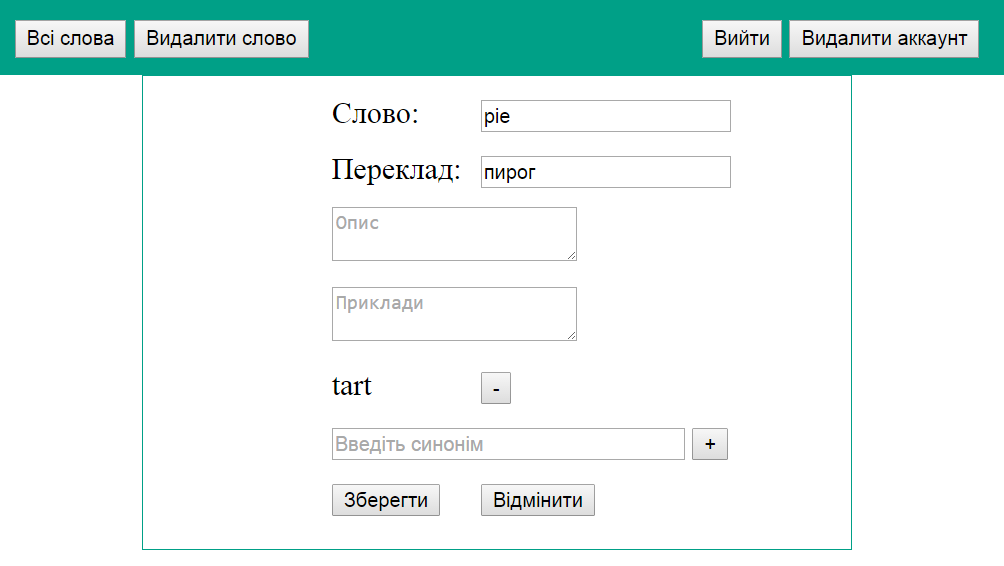 Всі слова Видалити слово Вийти Видалити аккаунт
Слово: pie
Переклад: пирог
Опис
Приклади
tart -
Введіть синонім +
Зберегти Відмінити